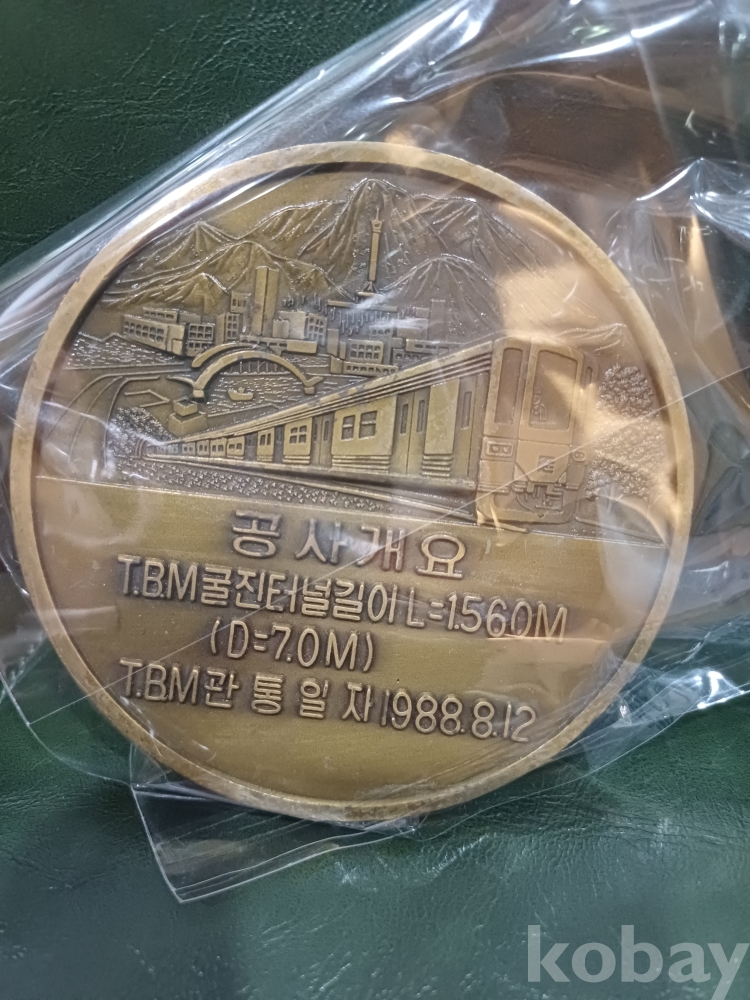 공사개요
T.B.M굴진터널길이 L=1.560M
(D=7.0M)
T.B.M관통일자 1988.8.12
kobay